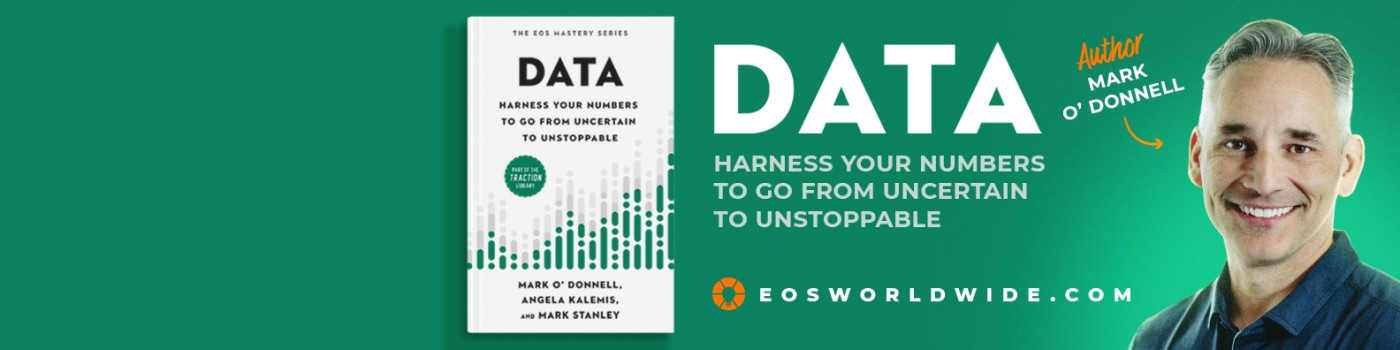 THE EOS MASTERY SERIES
DATA
HARNESS YOUR NUMBERS
TO GO FROM UNCERTAIN
TO UNSTOPPABLE
PART OF THE
TRACTION
LIBRARY
MARK O' DONNELL,
ANGELA KALEMIS,
AND MARK STANLEY
DATA
HARNESS YOUR NUMBERS
TO GO FROM UNCERTAIN
TO UNSTOPPABLE
EOSWORLDWIDE.COM
Author
MARK
O' DONNELL